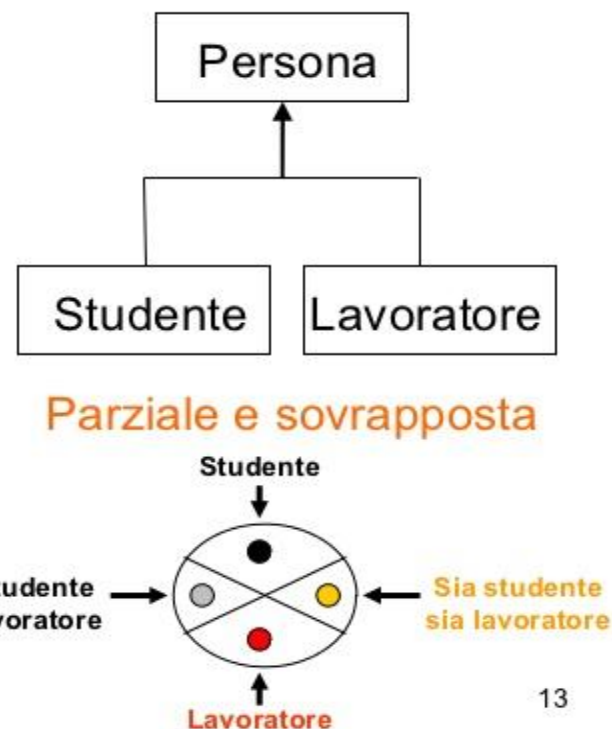 Persona
Studente
Lavoratore
Parziale e sovrapposta
Studente
Sia studente
sia lavoratore
Lavoratore
13